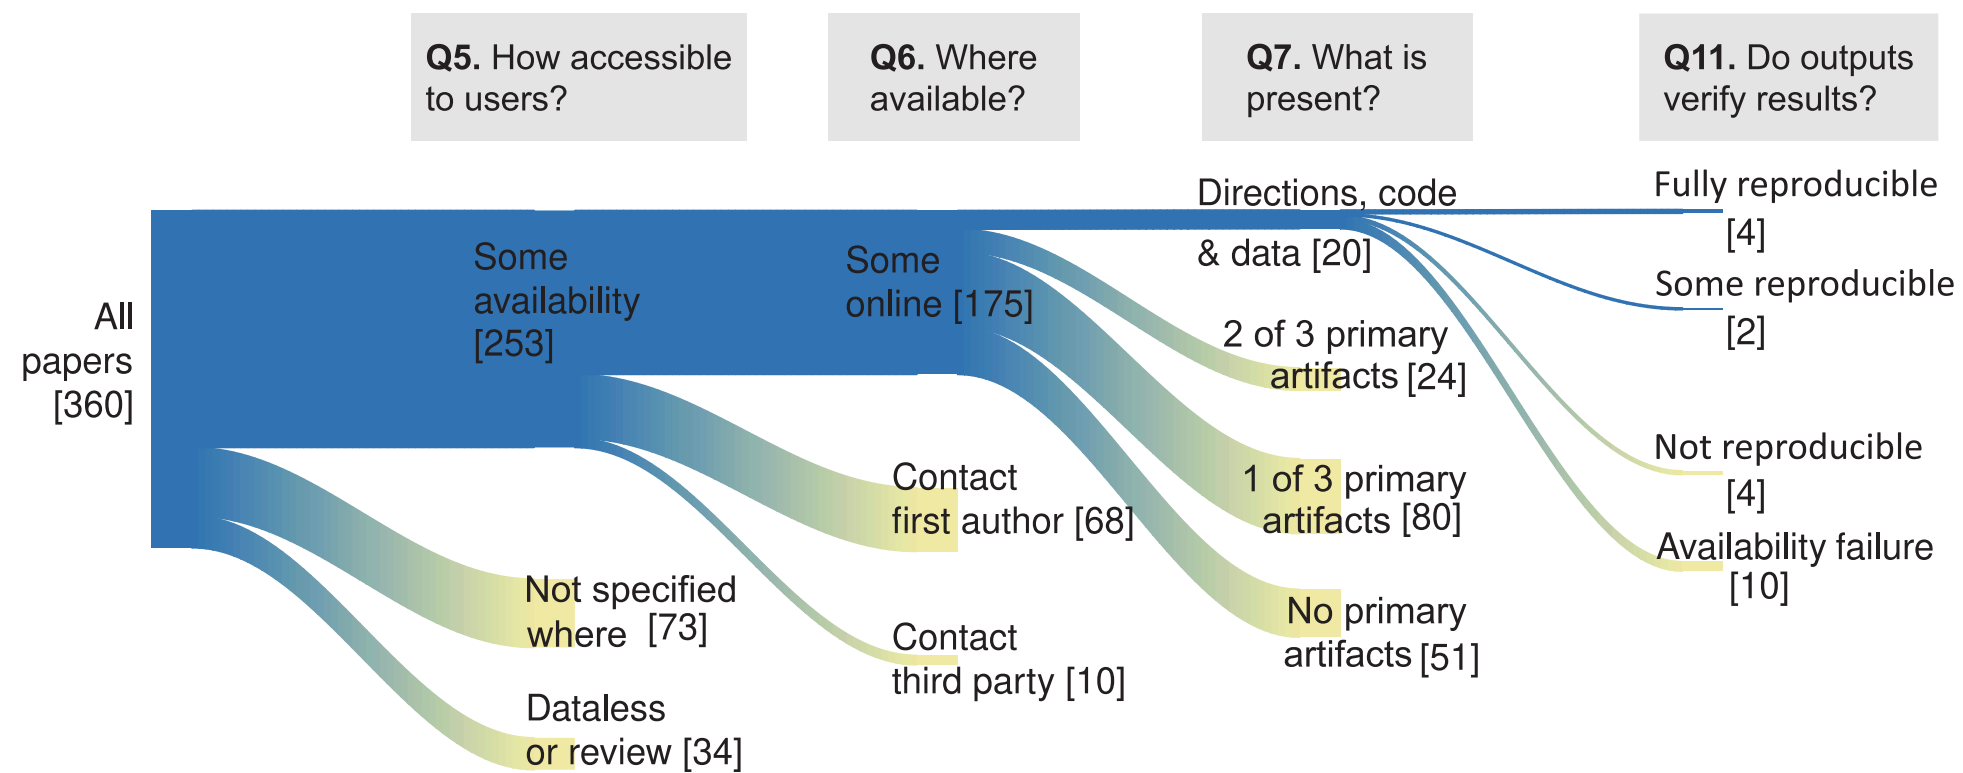 Q5. How accessible
to users?
Q6. Where
available?
Q7. What is
present?
Q11. Do outputs
verify results?
All
papers
[360]
Some
availability
[253]
Not specified
where [73]
Dataless
or review [34]
Some
online [175]
Contact
first author [68]
Contact
third party [10]
Directions, code
& data [20]
2 of 3 primary
artifacts [24]
1 of 3 primary
artifacts [80]
No primary
artifacts [51]
Fully reproducible
[4]
Some reproducible
[2]
Not reproducible
[4]
Availability failure
[10]